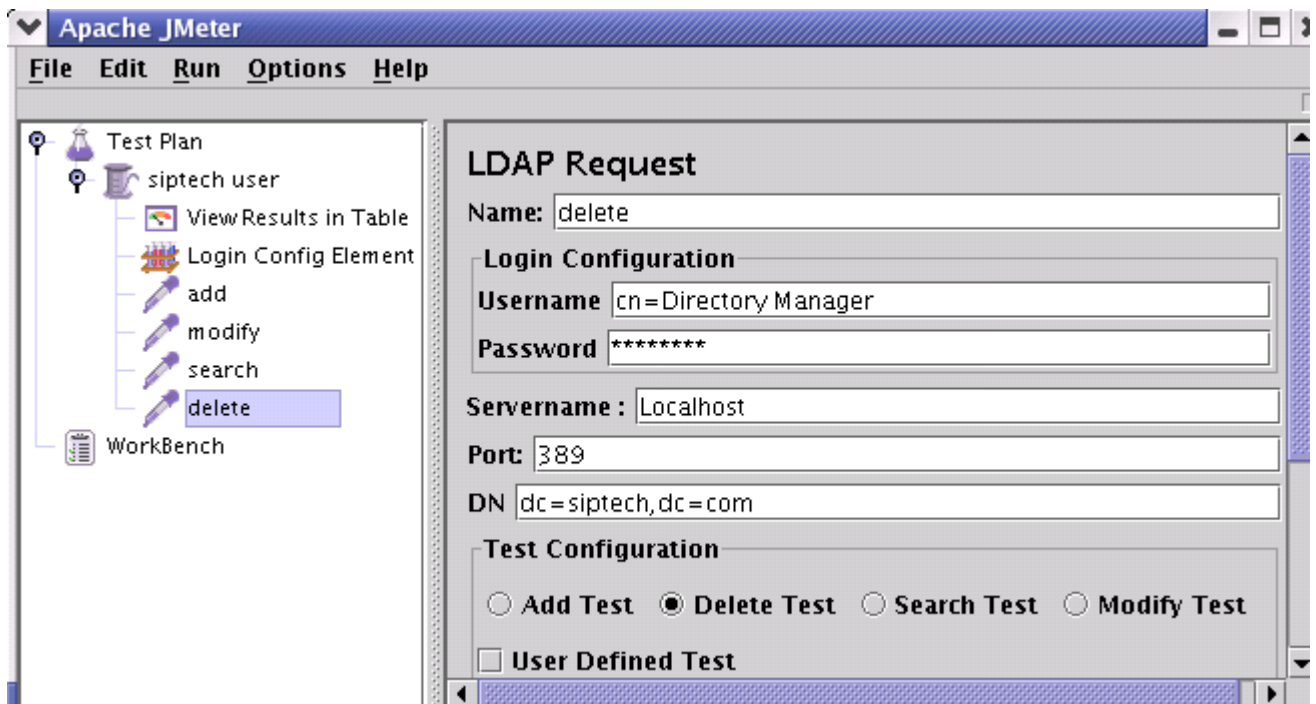 Apache JMeter
File Edit Run Options Help
Test Plan
siptech user
View Results in Table
Login Config Element
add
modify
search
delete
WorkBench
LDAP Request
Name: delete
Login Configuration
Username cn=Directory Manager
Password ********
Servername : Localhost
Port: 389
DN dc=siptech,dc=com
Test Configuration
Add Test Delete Test Search Test Modify Test
User Defined Test